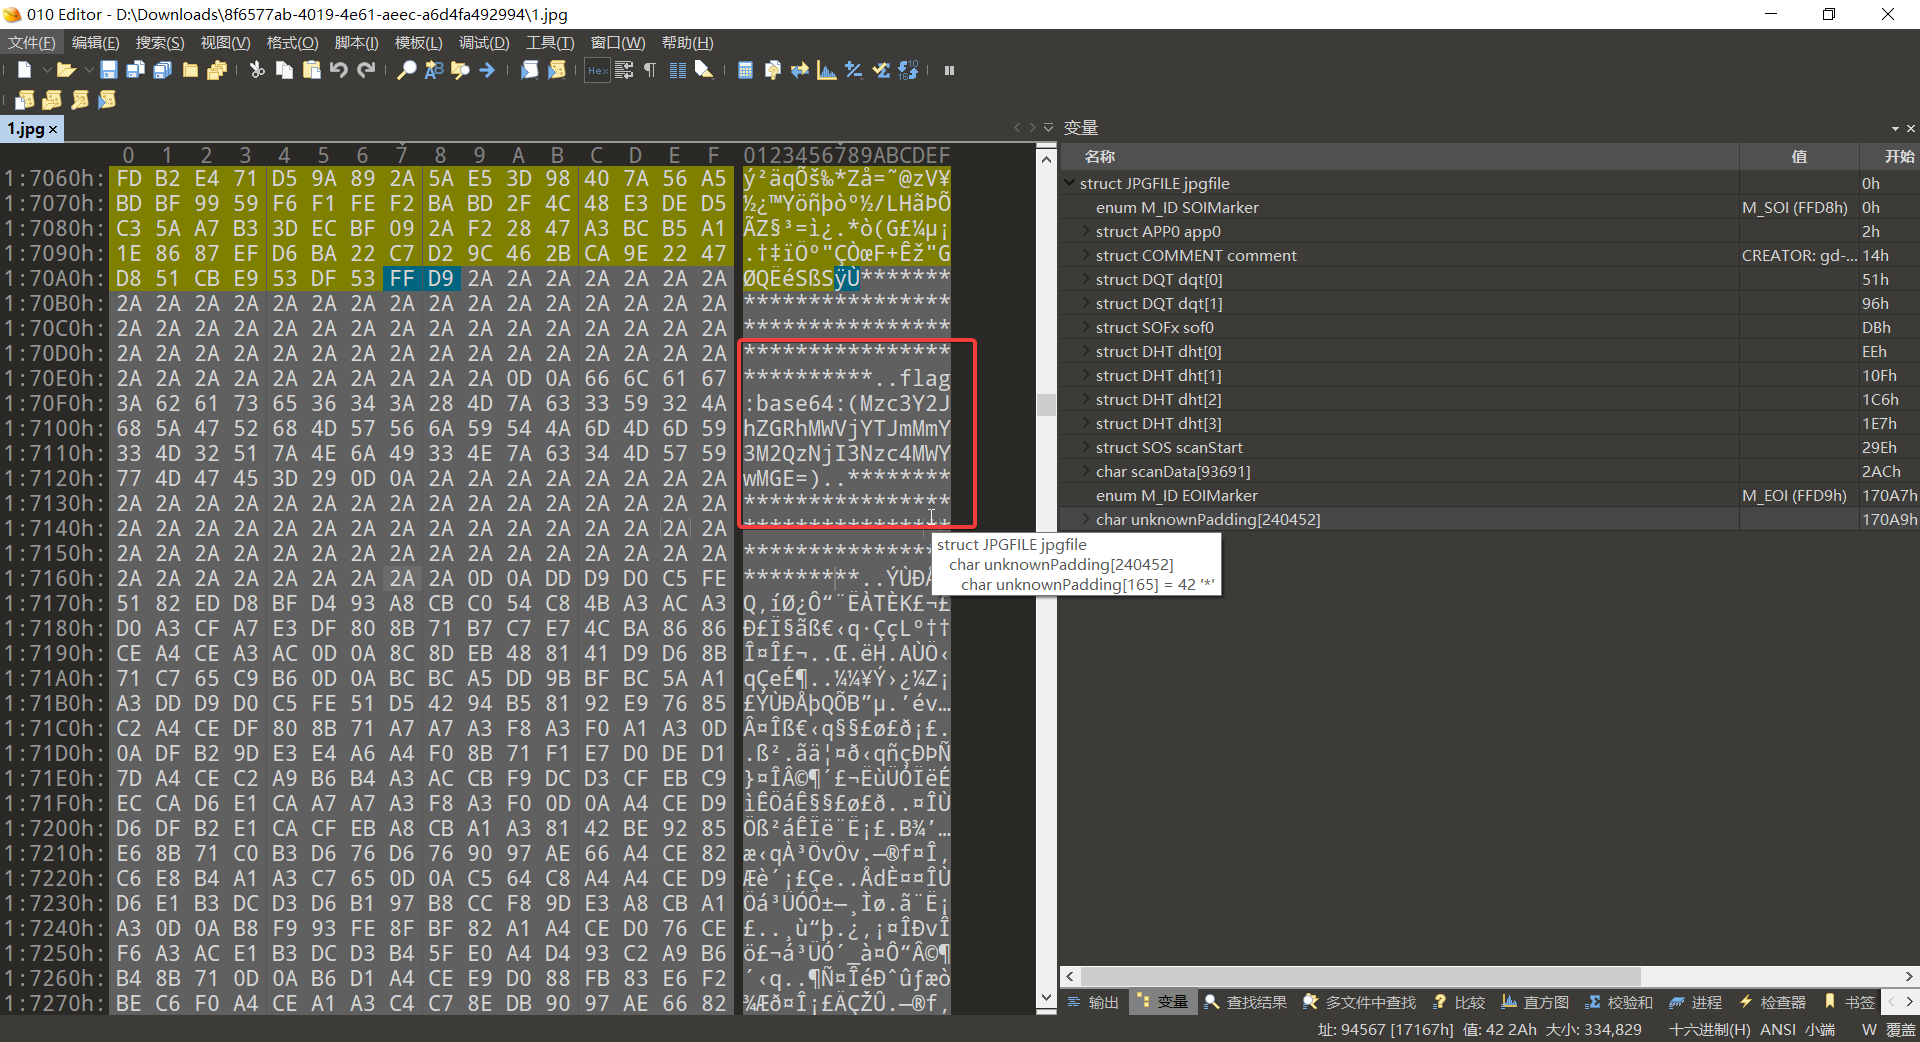 010 Editor - D:\Downloads\8f6577ab-4019-4e61-aeec-a6d4fa492994\1.jpg
文件(F) 编辑(E) 搜索(S) 视图(V) 格式(O) 脚本(I) 模板(L) 调试(D) 工具(T) 窗口(W) 帮助(H)
1.jpg
变量
0 1 2 3 4 5 6 7 8 9 A B C D E F 0123456789ABCDEF
1:7060h: FD B2 E4 71 D5 9A 89 2A 5A E5 3D 98 40 7A 56 A5 ý²äqÕš‰*Zå=˜@zV¥
1:7070h: BD BF 99 59 F6 F1 FE F2 BA BD 2F 4C 48 E3 DE D5 ½¿™Yöñþòº½/LHãÞÕ
1:7080h: C3 5A A7 B3 3D EC BF 09 2A F2 28 47 A3 BC B5 A1 ÃZ§³=ì¿.*ò(G£¼µ¡
1:7090h: 1E 86 87 EF D6 BA 22 C7 D2 9C 46 2B CA 9E 22 47 .†‡ïÖº"ÇÒœF+Êž"G
1:70A0h: D8 51 CB E9 53 DF 53 FF D9 2A 2A 2A 2A 2A 2A 2A ØQËéSßSÿÙ*******
1:70B0h: 2A 2A 2A 2A 2A 2A 2A 2A 2A 2A 2A 2A 2A 2A 2A 2A ****************
1:70C0h: 2A 2A 2A 2A 2A 2A 2A 2A 2A 2A 2A 2A 2A 2A 2A 2A ****************
1:70D0h: 2A 2A 2A 2A 2A 2A 2A 2A 2A 2A 2A 2A 2A 2A 2A 2A ****************
1:70E0h: 2A 2A 2A 2A 2A 2A 2A 2A 2A 2A 0D 0A 66 6C 61 67 **********..flag
1:70F0h: 3A 62 61 73 65 36 34 3A 28 4D 7A 63 33 59 32 4A :base64:(Mzc3Y2J
1:7100h: 68 5A 47 52 68 4D 57 56 6A 59 54 4A 6D 4D 6D 59 hZGRhMWVjYTJmMmY
1:7110h: 33 4D 32 51 7A 4E 6A 49 33 4E 7A 63 34 4D 57 59 3M2QzNjI3Nzc4MWY
1:7120h: 77 4D 47 45 3D 29 0D 0A 2A 2A 2A 2A 2A 2A 2A 2A wMGE=)..********
1:7130h: 2A 2A 2A 2A 2A 2A 2A 2A 2A 2A 2A 2A 2A 2A 2A 2A ****************
1:7140h: 2A 2A 2A 2A 2A 2A 2A 2A 2A 2A 2A 2A 2A 2A 2A 2A ****************
1:7150h: 2A 2A 2A 2A 2A 2A 2A 2A 2A 2A 2A 2A 2A 2A 2A 2A **************
1:7160h: 2A 2A 2A 2A 2A 2A 2A 2A 2A 0D 0A DD D9 D0 C5 FE *********..ÝÙÐ
1:7170h: 51 82 ED D8 BF D4 93 A8 CB C0 54 C8 4B A3 AC A3 Q‚íØ¿Ô“¨ËÀTÈK£¬£
1:7180h: D0 A3 CF A7 E3 DF 80 8B 71 B7 C7 E7 4C BA 86 86 Ð£Ï§ãß€‹q·ÇçLº††
1:7190h: CE A4 CE A3 AC 0D 0A 8C 8D EB 48 81 41 D9 D6 8B Î¤Î£¬..Œ.ëH.AÙÖ‹
1:71A0h: 71 C7 65 C9 B6 0D 0A BC BC A5 DD 9B BF BC 5A A1 qÇeÉ¶..¼¼¥Ý›¿¼Z¡
1:71B0h: A3 DD D9 D0 C5 FE 51 D5 42 94 B5 81 92 E9 76 85 £ÝÙÐÅþQÕB”µ.’év…
1:71C0h: C2 A4 CE DF 80 8B 71 A7 A7 A3 F8 A3 F0 A1 A3 0D Â¤Îß€‹q§§£ø£ð¡£.
1:71D0h: 0A DF B2 9D E3 E4 A6 A4 F0 8B 71 F1 E7 D0 DE D1 .ß².ãä¦¤ð‹qñçÐÞÑ
1:71E0h: 7D A4 CE C2 A9 B6 B4 A3 AC CB F9 DC D3 CF EB C9 }¤ÎÂ©¶´£¬ËùÜÓÏëÉ
1:71F0h: EC CA D6 E1 CA A7 A7 A3 F8 A3 F0 0D 0A A4 CE D9 ìÊÖáÊ§§£ø£ð..¤ÎÙ
1:7200h: D6 DF B2 E1 CA CF EB A8 CB A1 A3 81 42 BE 92 85 Öß²áÊÏë¨Ë¡£.B¾’…
1:7210h: E6 8B 71 C0 B3 D6 76 D6 76 90 97 AE 66 A4 CE 82 æ‹qÀ³ÖvÖv.—®f¤Î‚
1:7220h: C6 E8 B4 A1 A3 C7 65 0D 0A C5 64 C8 A4 A4 CE D9 Æè´¡£Çe..ÅdÈ¤¤ÎÙ
1:7230h: D6 E1 B3 DC D3 D6 B1 97 B8 CC F8 9D E3 A8 CB A1 Öá³ÜÓÖ±—¸Ìø.ã¨Ë¡
1:7240h: A3 0D 0A B8 F9 93 FE 8F BF 82 A1 A4 CE D0 76 CE £..¸ù“þ.¿‚¡¤ÎÐvÎ
1:7250h: F6 A3 AC E1 B3 DC D3 B4 5F E0 A4 D4 93 C2 A9 B6 ö£¬á³ÜÓ´_à¤Ô“Â©¶
1:7260h: B4 8B 71 0D 0A B6 D1 A4 CE E9 D0 88 FB 83 E6 F2 ´‹q..¶Ñ¤ÎéÐˆûƒæò
1:7270h: BE C6 F0 A4 CE A1 A3 C4 C7 8E DB 90 97 AE 66 82 ¾Æð¤Î¡£ÄÇŽÛ.—®f‚
名称 值 开始
struct JPGFILE jpgfile 0h
enum M_ID SOIMarker M_SOI (FFD8h) 0h
struct APP0 app0 2h
struct COMMENT comment CREATOR: gd-... 14h
struct DQT dqt[0] 51h
struct DQT dqt[1] 96h
struct SOFx sof0 DBh
struct DHT dht[0] EEh
struct DHT dht[1] 10Fh
struct DHT dht[2] 1C6h
struct DHT dht[3] 1E7h
struct SOS scanStart 29Eh
char scanData[93691] 2ACh
enum M_ID EOIMarker M_EOI (FFD9h) 170A7h
char unknownPadding[240452] 170A9h
struct JPGFILE jpgfile
char unknownPadding[240452]
char unknownPadding[165] = 42 '*'
输出 变量 查找结果 多文件中查找 比较 直方图 校验和 进程 检查器 书签
址: 94567 [17167h] 值: 42 2Ah 大小: 334,829 十六进制(H) ANSI 小端 W 覆盖